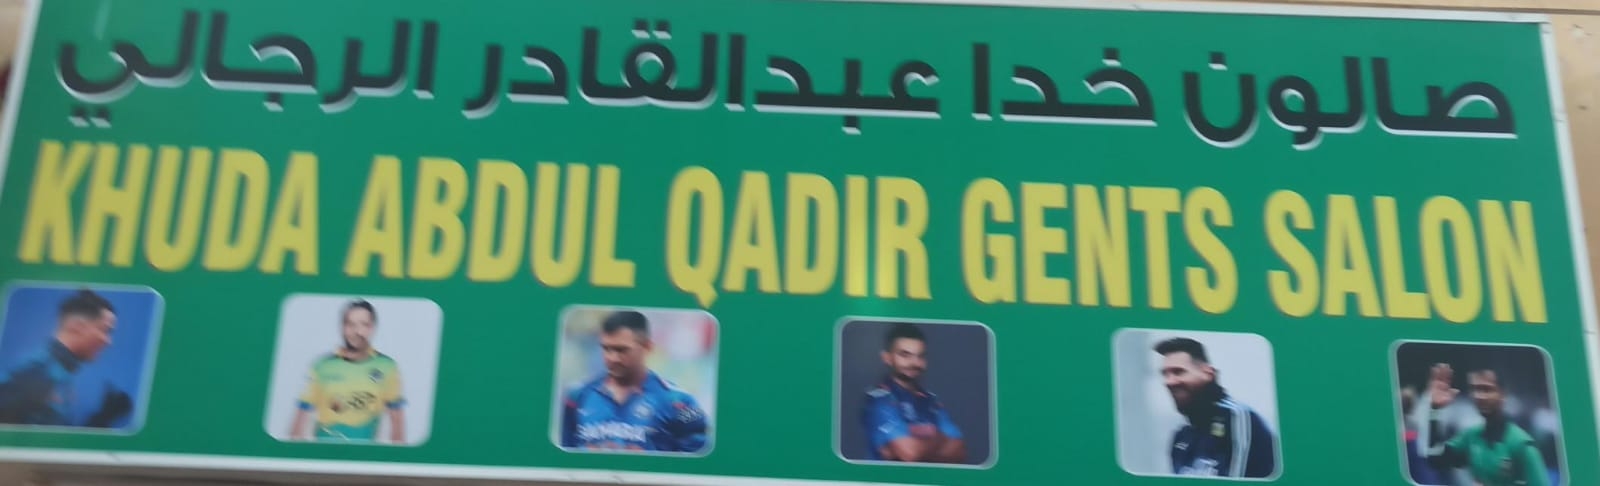 صالون خدا عبدالقادر الرجالي
KHUDA ABDUL QADIR GENTS SALON